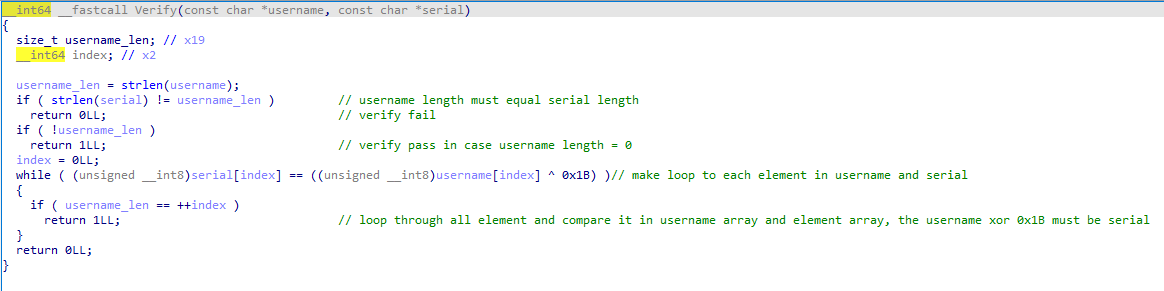 __int64 __fastcall Verify(const char *username, const char *serial)
{
size_t username_len; // x19
__int64 index; // x2
username_len = strlen(username);
if ( strlen(serial) != username_len ) // username length must equal serial length
return 0LL; // verify fail
if ( !username_len )
return 1LL; // verify pass in case username length = 0
index = 0LL;
while ( (unsigned __int8)serial[index] == ((unsigned __int8)username[index] ^ 0x1B) )// make loop to each element in username and serial
{
if ( username_len == ++index )
return 1LL; // loop through all element and compare it in username array and element array, the username xor 0x1B must be serial
}
return 0LL;
}